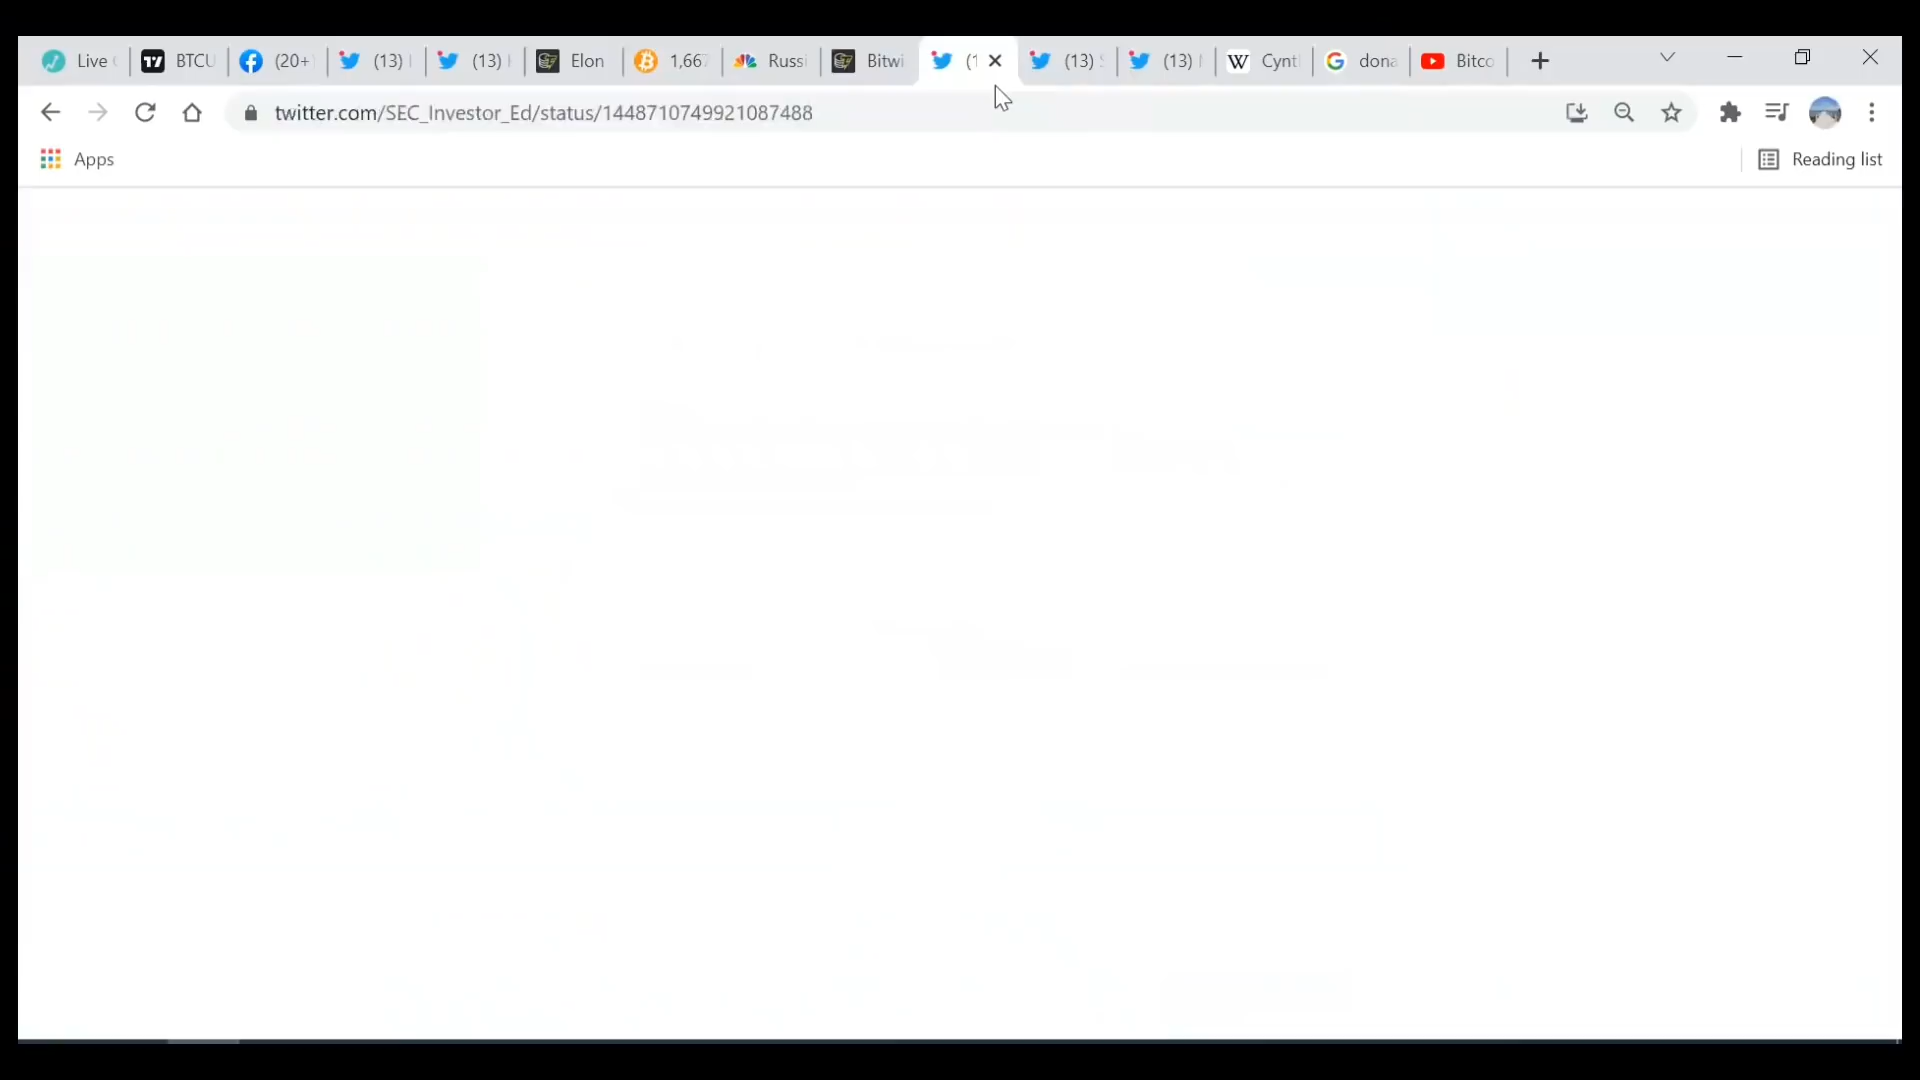 Live BTCU (20+ (13) (13) Elon 1,667 Russi Bitwi (1 (13) S (13) Cynt dona Bitco
twitter.com/SEC_Investor_Ed/status/1448710749921087488
Apps Reading list